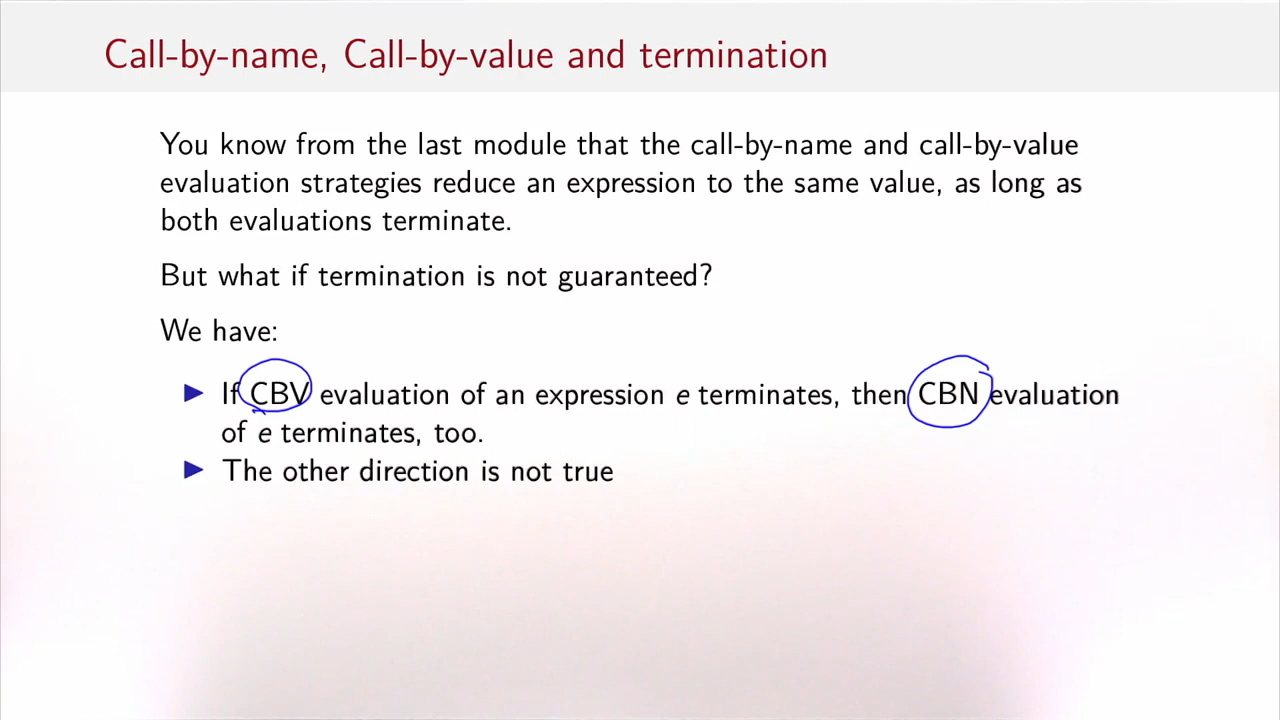 Call-by-name, Call-by-value and termination
You know from the last module that the call-by-name and call-by-value
evaluation strategies reduce an expression to the same value, as long as
both evaluations terminate.
But what if termination is not guaranteed?
We have:
▶ If CBV evaluation of an expression e terminates, then CBN evaluation
of e terminates, too.
▶ The other direction is not true